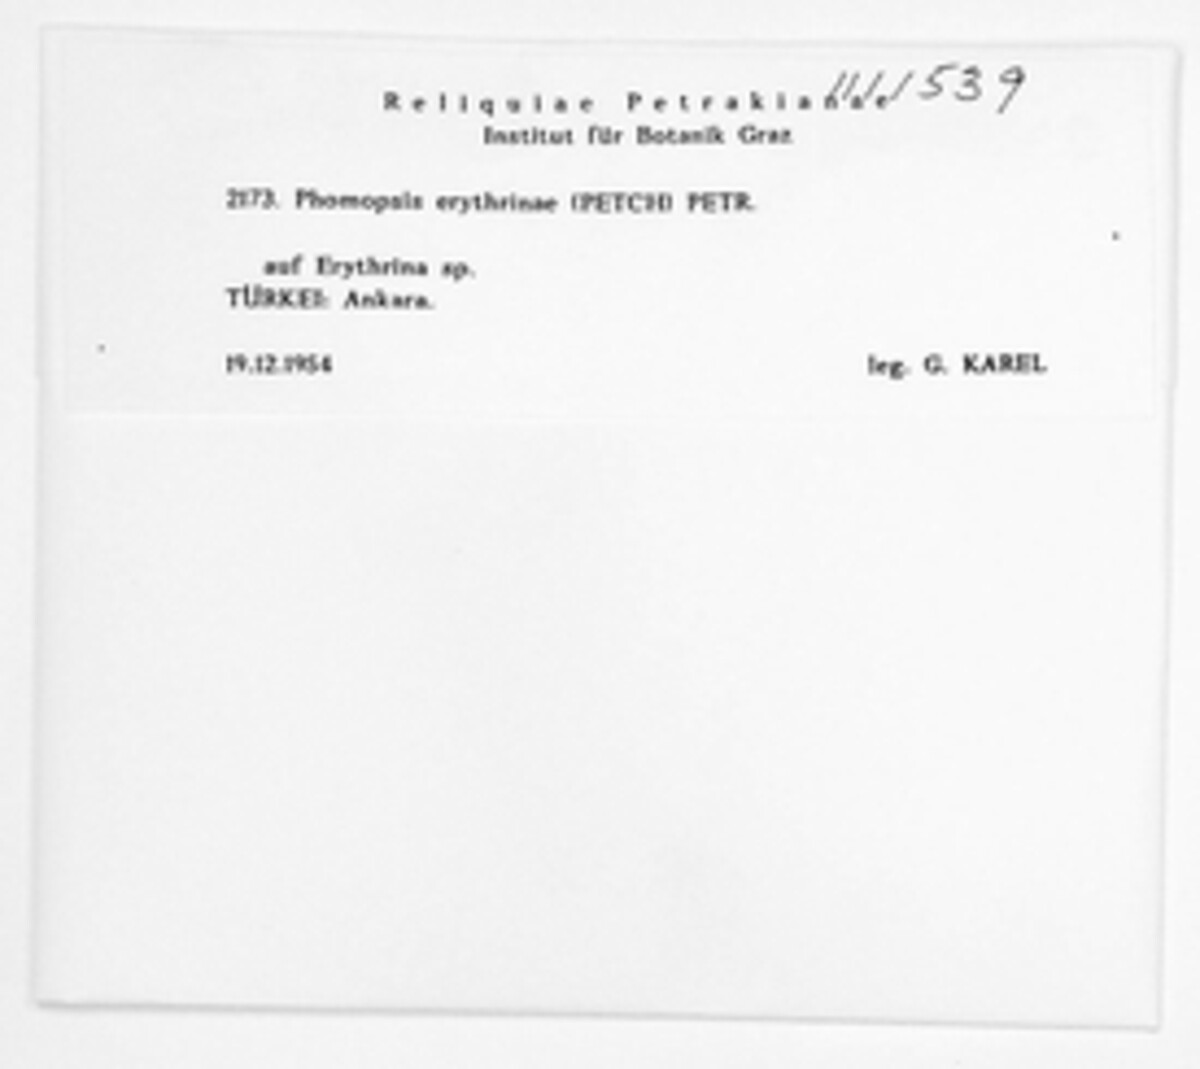 Reliquiae Petrakianae
Institut für Botanik Graz
2173. Phomopsis erythrinae (PETCH) PETR.
auf Erythrina sp.
TÜRKEI: Ankara.
19.12.1954
leg. G. KAREL